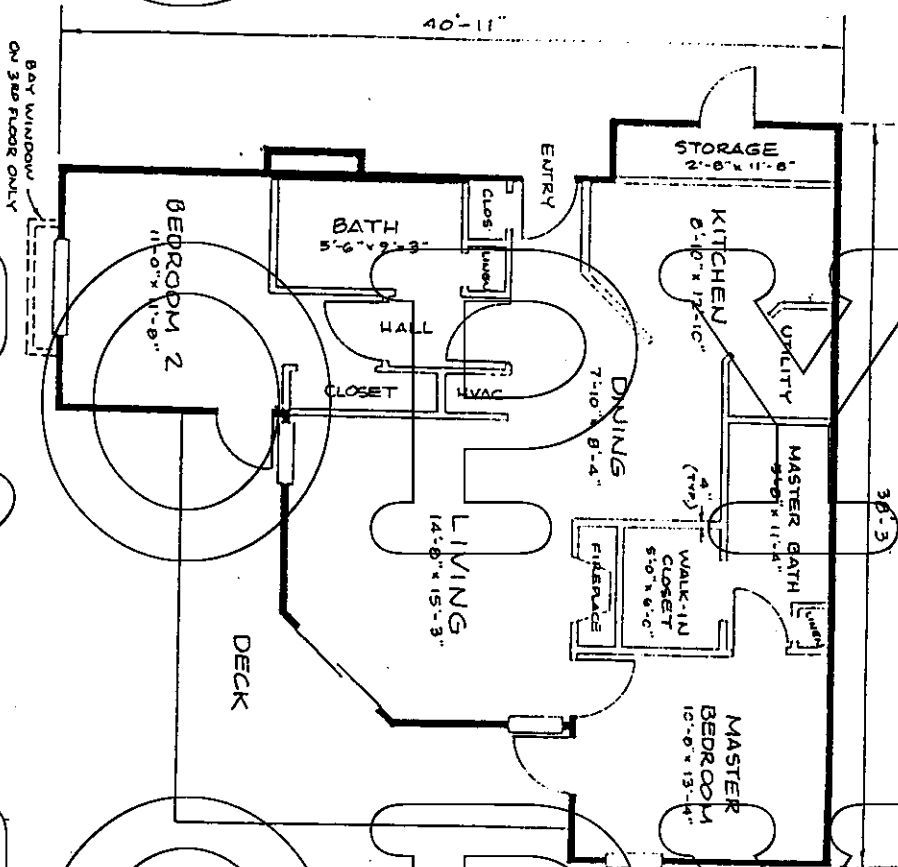 40'-11"
BAY WINDOW
ON 3RD FLOOR ONLY
STORAGE
2'-8" x 11'-8"
ENTRY
CLOS.
LINEN
BATH
5'-6" x 9'-3"
BEDROOM 2
11'-0" x 11'-8"
KITCHEN
8'-10" x 12'-10"
UTILITY
HALL
CLOSET
HVAC
DINING
7'-10" x 8'-4"
4"
(TYP.)
MASTER BATH
11'-4"
38'-3
LIVING
14'-8" x 15'-3"
FIREPLACE
WALK-IN
CLOSET
5'-0" x 6'-0"
LINEN
DECK
MASTER
BEDROOM
10'-8" x 13'-4"